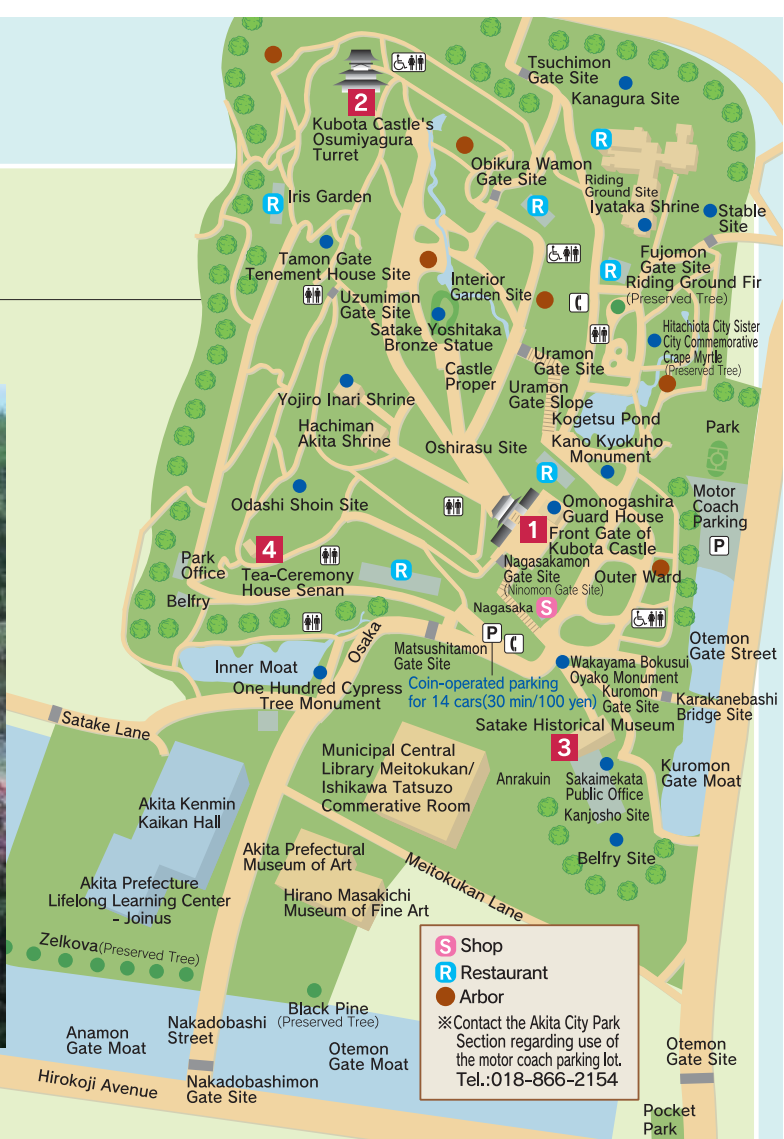 Tsuchimon
Gate Site
Kanagura Site
2
Kubota Castle's
Osumiyagura
Turret
R
Obikura Wamon
Gate Site
Riding
Ground Site
Iyataka Shrine
Stable
Site
R
Iris Garden
R
Tamon Gate
Tenement House Site
Fujomon
Gate Site
R
Riding Ground Fir
(Preserved Tree)
Interior
Garden Site
Uzumimon
Gate Site
Satake Yoshitaka
Bronze Statue
Hitachiota City Sister
City Commemorative
Crape Myrtle
(Preserved Tree)
Uramon
Gate Site
Castle
Proper
Uramon
Gate Slope
Yojiro Inari Shrine
Kogetsu Pond
Park
Hachiman
Akita Shrine
Oshirasu Site
Kano Kyokuho
Monument
R
Odashi Shoin Site
Motor
Coach
Parking
P
Omonogashira
Guard House
1
Front Gate of
Kubota Castle
4
Tea-Ceremony
House Senan
Park
Office
R
Nagasakamon
Gate Site
(Ninomon Gate Site)
Outer Ward
Belfry
Nagasaka
S
P
Osaka
Matsushitamon
Gate Site
Otemon
Gate Street
Inner Moat
One Hundred Cypress
Tree Monument
Coin-operated parking
for 14 cars(30 min/100 yen)
Wakayama Bokusui
Oyako Monument
Kuromon
Gate Site
Karakanebashi
Bridge Site
Satake Lane
Satake Historical Museum
3
Municipal Central
Library Meitokukan/
Ishikawa Tatsuzo
Commerative Room
Anrakuin
Sakaimekata
Public Office
Kanjosho Site
Kuromon
Gate Moat
Akita Kenmin
Kaikan Hall
Belfry Site
Akita Prefectural
Museum of Art
Meitokukan Lane
Akita Prefecture
Lifelong Learning Center
- Joinus
Hirano Masakichi
Museum of Fine Art
Zelkova(Preserved Tree)
S Shop
R Restaurant
Arbor
※Contact the Akita City Park
Section regarding use of
the motor coach parking lot.
Tel.:018-866-2154
Black Pine
(Preserved Tree)
Anamon
Gate Moat
Nakadobashi
Street
Otemon
Gate Moat
Otemon
Gate Site
Hirokoji Avenue
Nakadobashimon
Gate Site
Pocket
Park